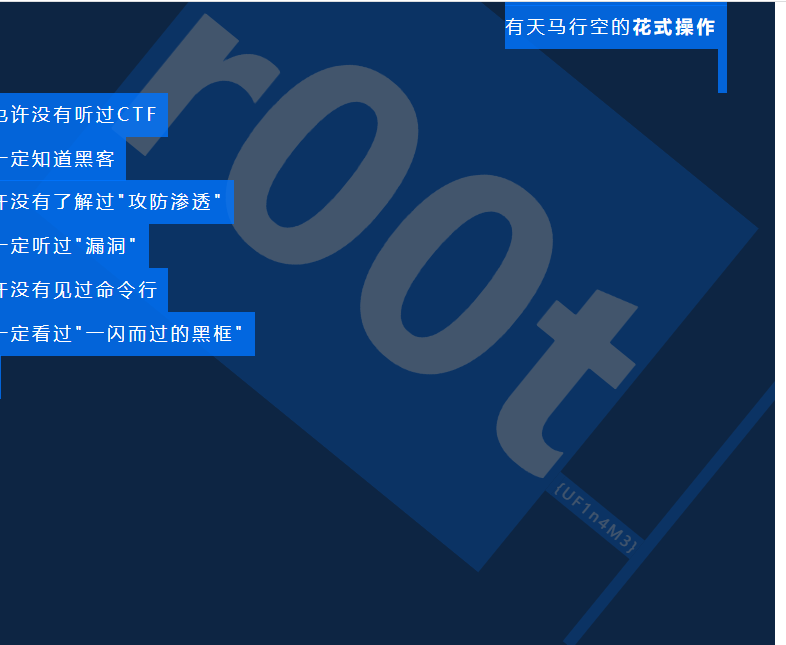 有天马行空的花式操作
许没有听过CTF
一定知道黑客
许没有了解过"攻防渗透"
一定听过"漏洞"
许没有见过命令行
一定看过"一闪而过的黑框"
r00t
{UF1n4M3}